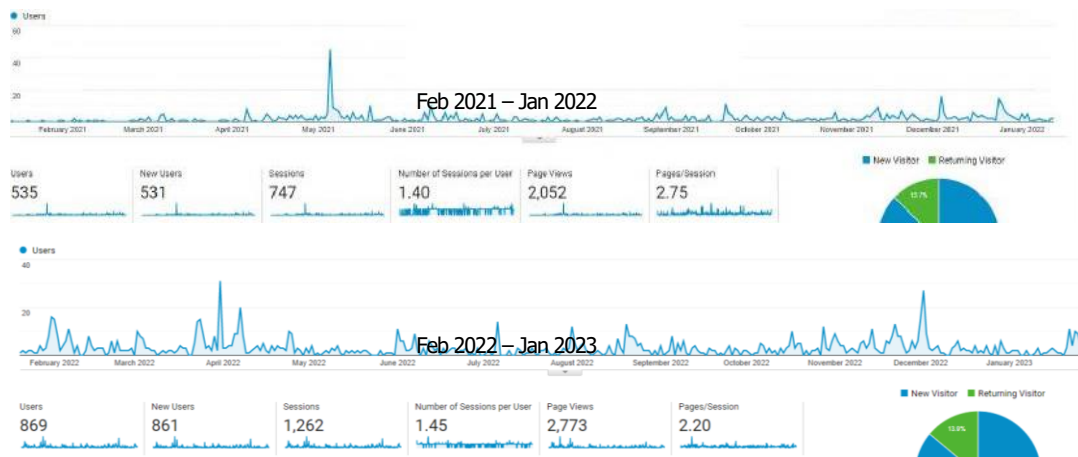 Users
60
40
20
Feb 2021 – Jan 2022
February 2021 March 2021 April 2021 May 2021 June 2021 July 2021 August 2021 September 2021 October 2021 November 2021 December 2021 January 2022
New Visitor Returning Visitor
Users New Users Sessions Number of Sessions per User Page Views Pages/Session
535 531 747 1.40 2,052 2.75
Users
40
20
Feb 2022 – Jan 2023
February 2022 March 2022 April 2022 May 2022 June 2022 July 2022 August 2022 September 2022 October 2022 November 2022 December 2022 January 2023
New Visitor Returning Visitor
Users New Users Sessions Number of Sessions per User Page Views Pages/Session
869 861 1,262 1.45 2,773 2.20